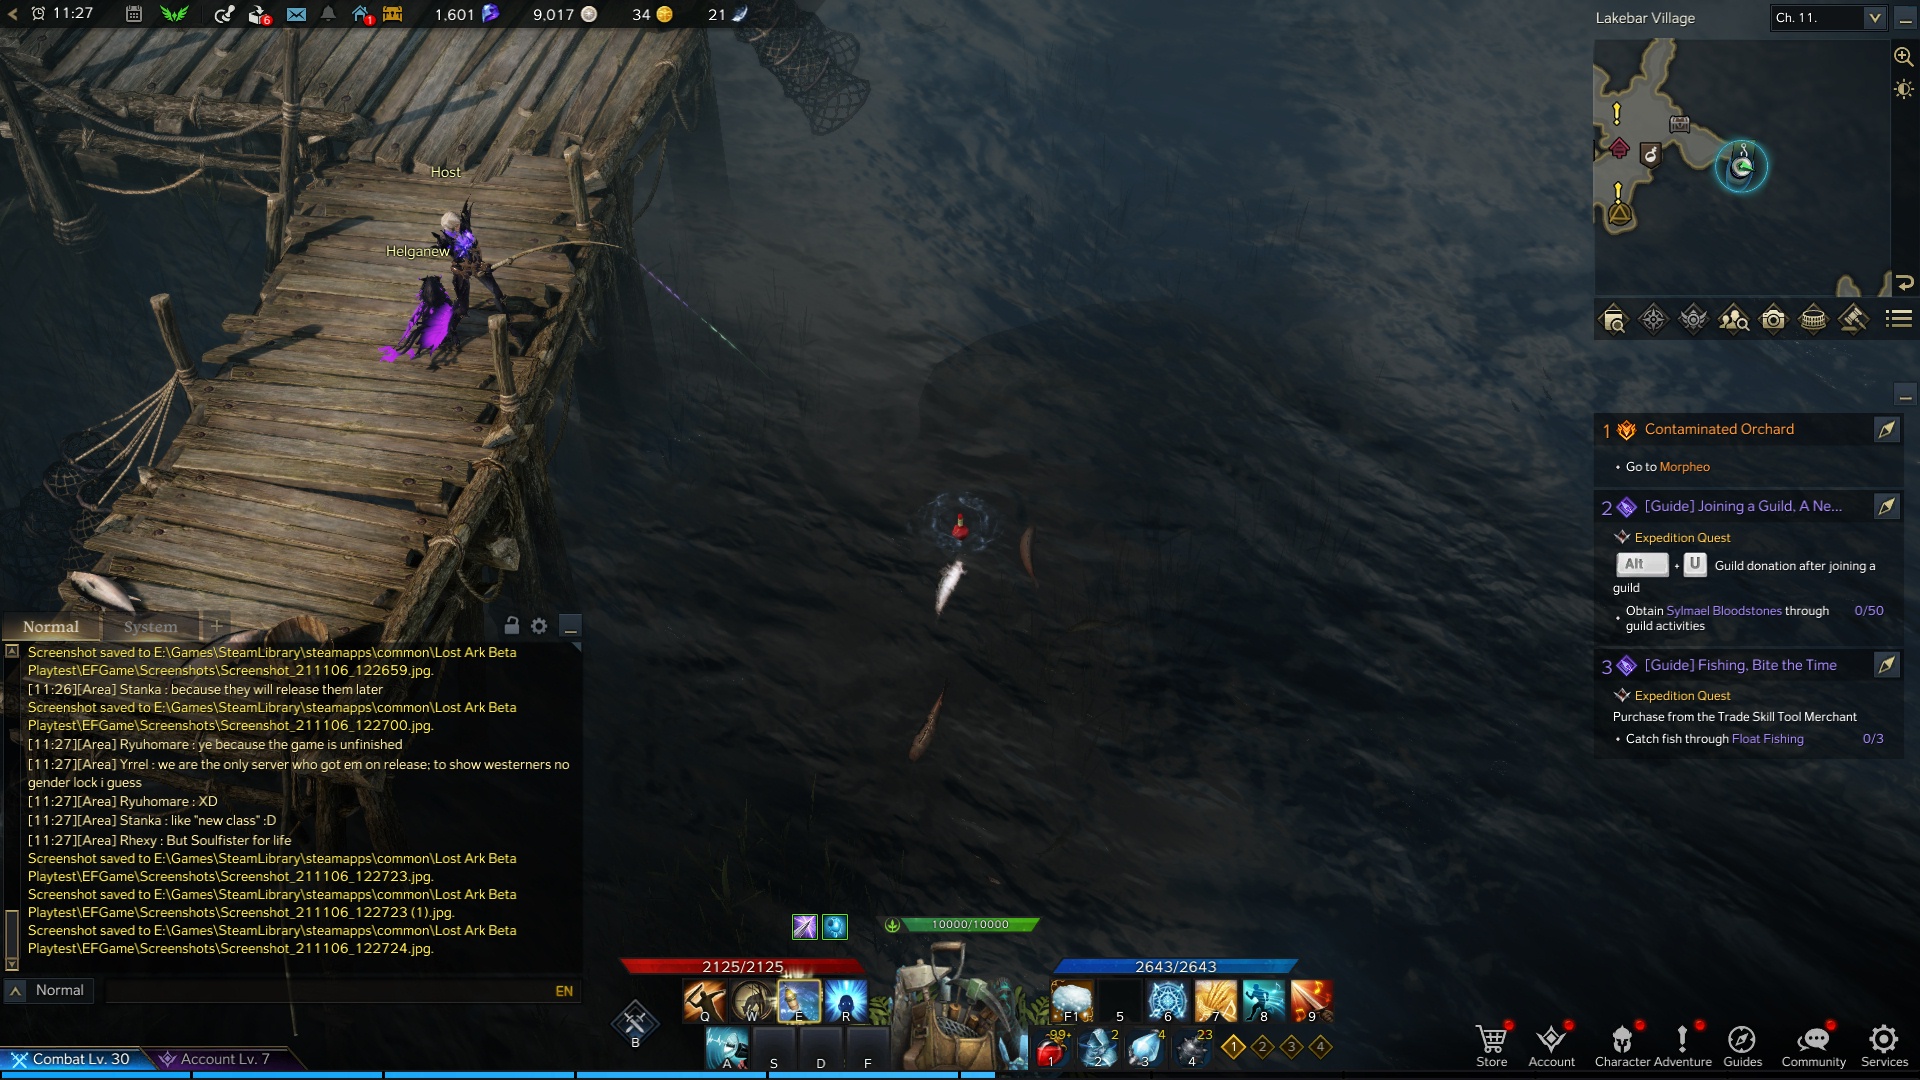 11:27
6
1
1,601
9,017
34
21
Lakebar Village
Ch. 11.
Host
Helganew
1 Contaminated Orchard
Go to Morpheo
2 [Guide] Joining a Guild, A Ne...
Expedition Quest
Alt + U Guild donation after joining a
guild
Obtain Sylmael Bloodstones through 0/50
guild activities
3 [Guide] Fishing, Bite the Time
Expedition Quest
Purchase from the Trade Skill Tool Merchant
Catch fish through Float Fishing 0/3
Normal System +
Screenshot saved to E:\Games\SteamLibrary\steamapps\common\Lost Ark Beta
Playtest\EFGame\Screenshots\Screenshot_211106_122659.jpg.
[11:26][Area] Stanka : because they will release them later
Screenshot saved to E:\Games\SteamLibrary\steamapps\common\Lost Ark Beta
Playtest\EFGame\Screenshots\Screenshot_211106_122700.jpg.
[11:27][Area] Ryuhomare : ye because the game is unfinished
[11:27][Area] Yrrel : we are the only server who got em on release; to show westerners no
gender lock i guess
[11:27][Area] Ryuhomare : XD
[11:27][Area] Stanka : like "new class" :D
[11:27][Area] Rhexy : But Soulfister for life
Screenshot saved to E:\Games\SteamLibrary\steamapps\common\Lost Ark Beta
Playtest\EFGame\Screenshots\Screenshot_211106_122723.jpg.
Screenshot saved to E:\Games\SteamLibrary\steamapps\common\Lost Ark Beta
Playtest\EFGame\Screenshots\Screenshot_211106_122723 (1).jpg.
Screenshot saved to E:\Games\SteamLibrary\steamapps\common\Lost Ark Beta
Playtest\EFGame\Screenshots\Screenshot_211106_122724.jpg.
Normal
EN
Combat Lv. 30
Account Lv. 7
10000/10000
2125/2125
2643/2643
Q W E R
F1 5 6 7 8 9
B
A S D F
99+ 2 4 23
1 2 3 4
1 2 3 4
Store Account Character Adventure Guides Community Services